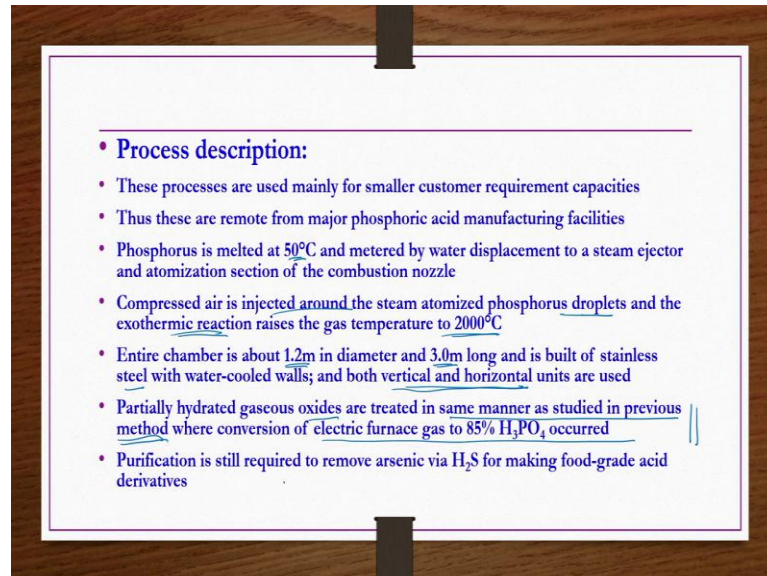 • Process description:
• These processes are used mainly for smaller customer requirement capacities
• Thus these are remote from major phosphoric acid manufacturing facilities
• Phosphorus is melted at 50°C and metered by water displacement to a steam ejector
and atomization section of the combustion nozzle
• Compressed air is injected around the steam atomized phosphorus droplets and the
exothermic reaction raises the gas temperature to 2000°C
• Entire chamber is about 1.2m in diameter and 3.0m long and is built of stainless
steel with water-cooled walls; and both vertical and horizontal units are used
• Partially hydrated gaseous oxides are treated in same manner as studied in previous
method where conversion of electric furnace gas to 85% H₃PO₄ occurred
• Purification is still required to remove arsenic via H₂S for making food-grade acid
derivatives